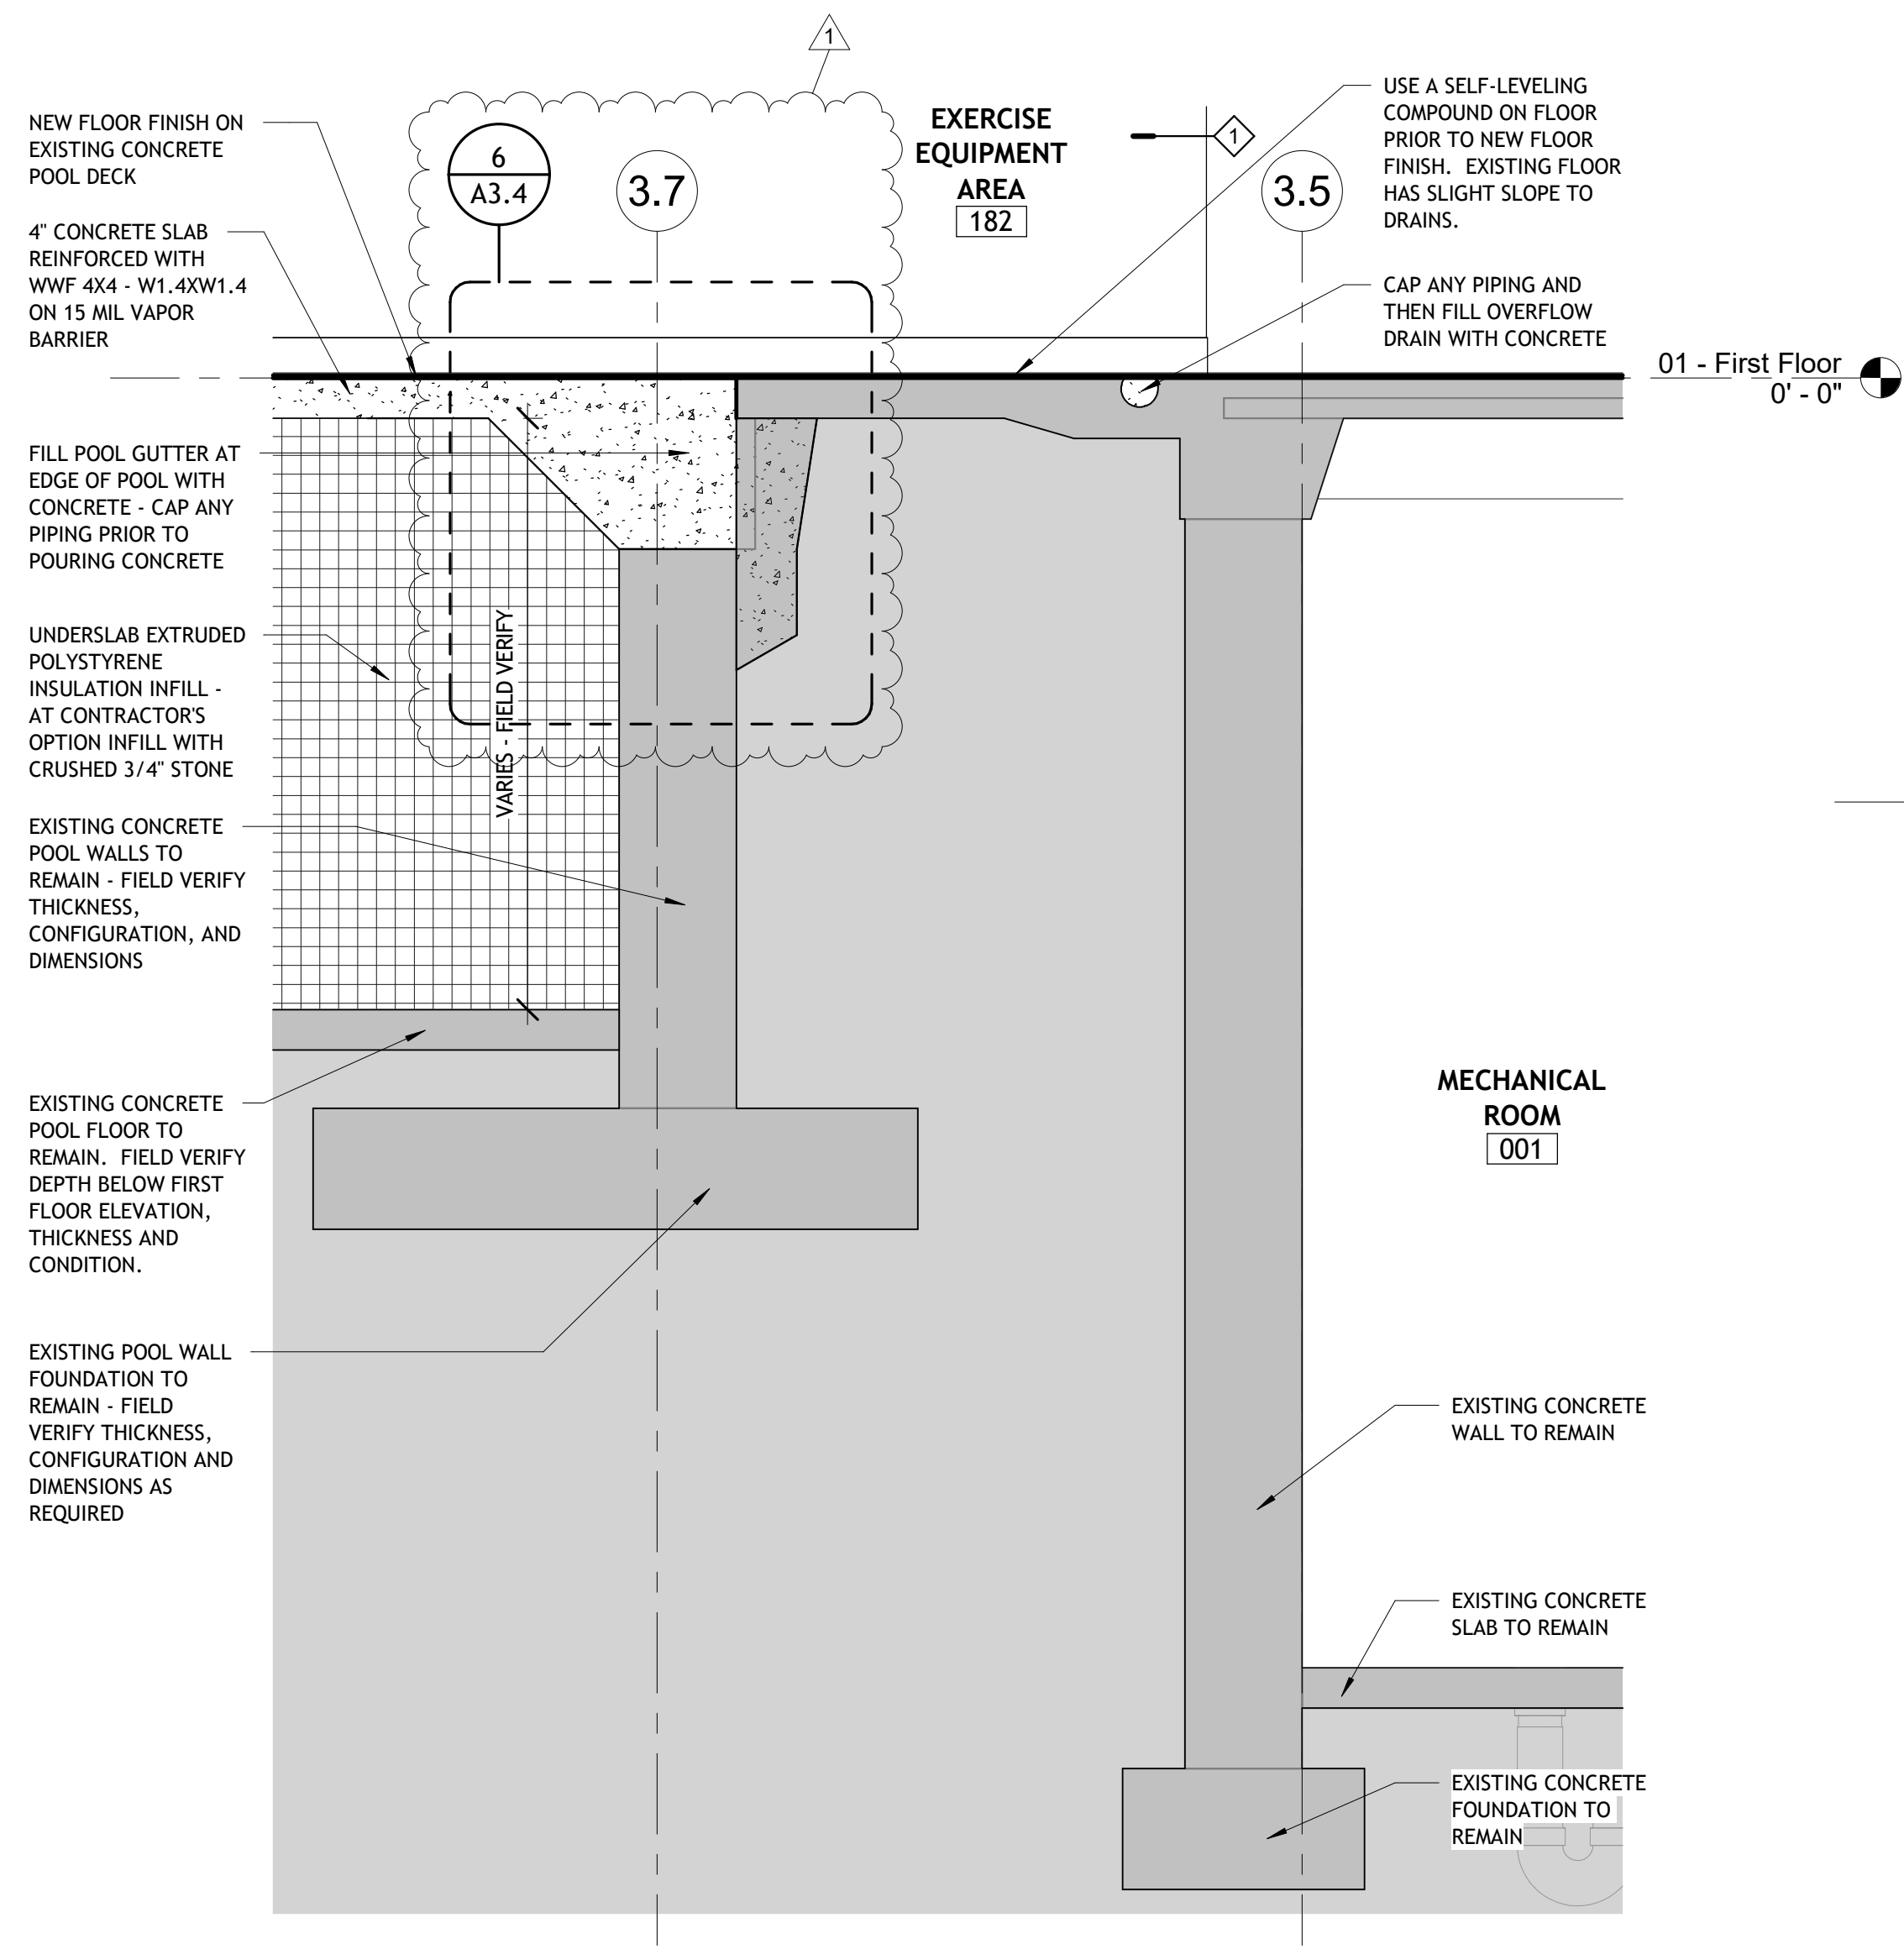 1
NEW FLOOR FINISH ON
EXISTING CONCRETE
POOL DECK
4" CONCRETE SLAB
REINFORCED WITH
WWF 4X4 - W1.4XW1.4
ON 15 MIL VAPOR
BARRIER
FILL POOL GUTTER AT
EDGE OF POOL WITH
CONCRETE - CAP ANY
PIPING PRIOR TO
POURING CONCRETE
UNDERSLAB EXTRUDED
POLYSTYRENE
INSULATION INFILL -
AT CONTRACTOR'S
OPTION INFILL WITH
CRUSHED 3/4" STONE
EXISTING CONCRETE
POOL WALLS TO
REMAIN - FIELD VERIFY
THICKNESS,
CONFIGURATION, AND
DIMENSIONS
EXISTING CONCRETE
POOL FLOOR TO
REMAIN. FIELD VERIFY
DEPTH BELOW FIRST
FLOOR ELEVATION,
THICKNESS AND
CONDITION.
EXISTING POOL WALL
FOUNDATION TO
REMAIN - FIELD
VERIFY THICKNESS,
CONFIGURATION AND
DIMENSIONS AS
REQUIRED
6
A3.4
3.7
VARIES - FIELD VERIFY
EXERCISE
EQUIPMENT
AREA
182
1
3.5
USE A SELF-LEVELING
COMPOUND ON FLOOR
PRIOR TO NEW FLOOR
FINISH. EXISTING FLOOR
HAS SLIGHT SLOPE TO
DRAINS.
CAP ANY PIPING AND
THEN FILL OVERFLOW
DRAIN WITH CONCRETE
01 - First Floor
0' - 0"
MECHANICAL
ROOM
001
EXISTING CONCRETE
WALL TO REMAIN
EXISTING CONCRETE
SLAB TO REMAIN
EXISTING CONCRETE
FOUNDATION TO
REMAIN